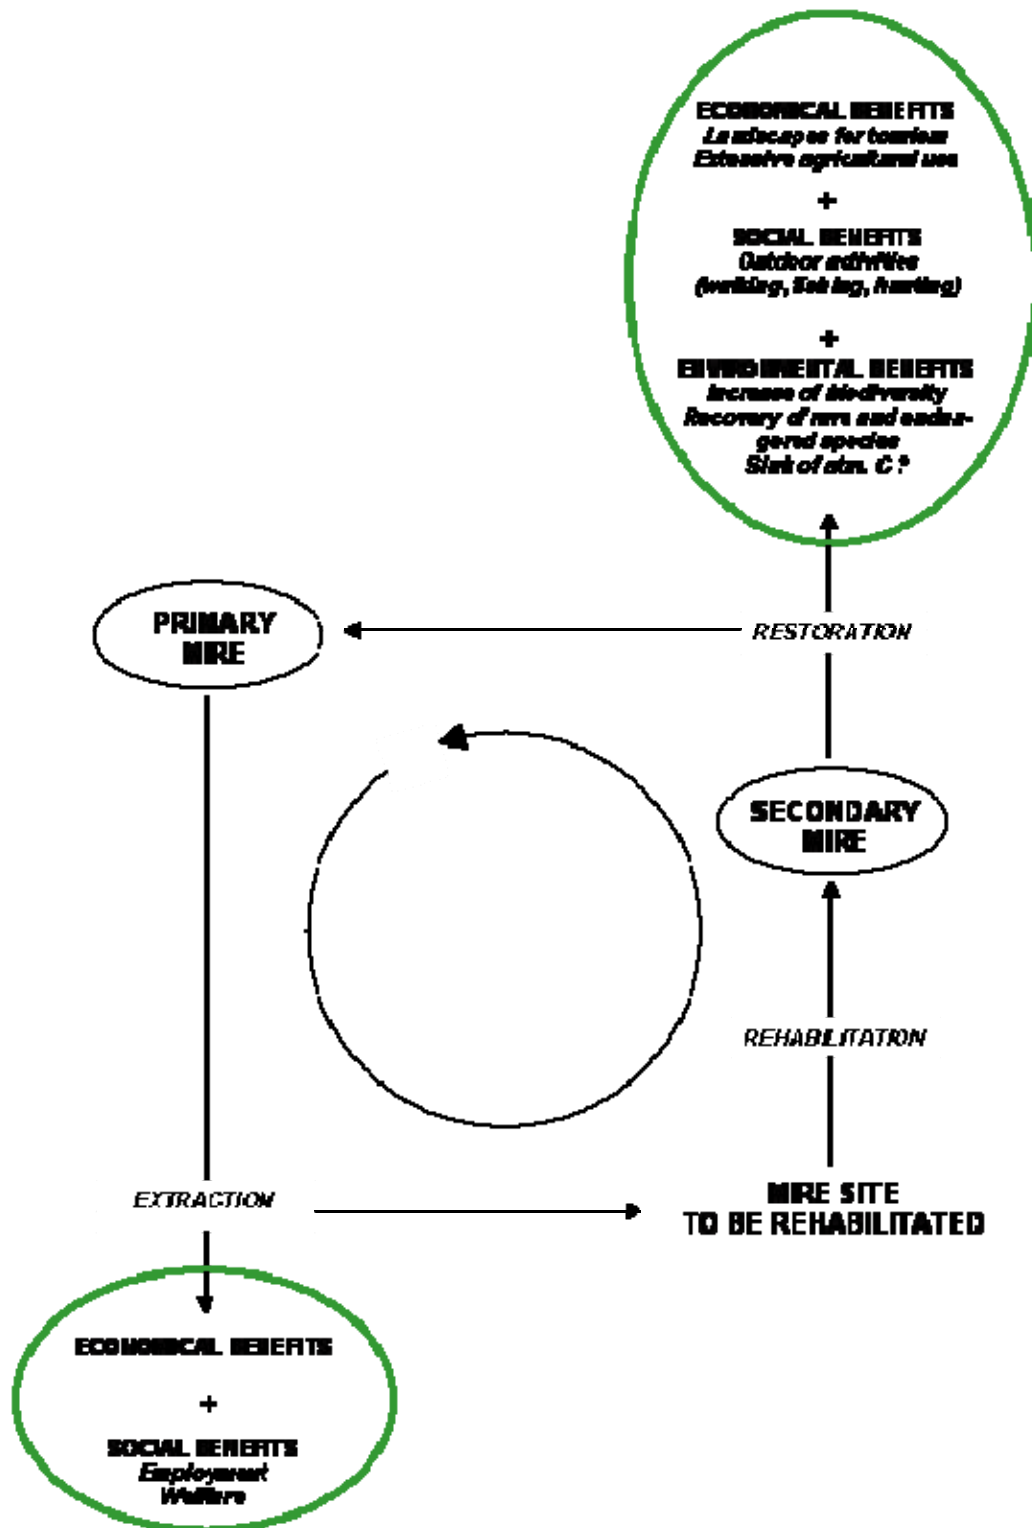 ECONOMICAL BENEFITS
Landscapes for tourism
Extensive agricultural use
+
SOCIAL BENEFITS
Outdoor activities
(walking, fishing, hunting)
+
ENVIRONMENTAL BENEFITS
Increase of biodiversity
Recovery of rare and endan-
gered species
Sink of atm. C ?
PRIMARY
MIRE
RESTORATION
SECONDARY
MIRE
REHABILITATION
EXTRACTION
MIRE SITE
TO BE REHABILITATED
ECONOMICAL BENEFITS
+
SOCIAL BENEFITS
Employment
Welfare